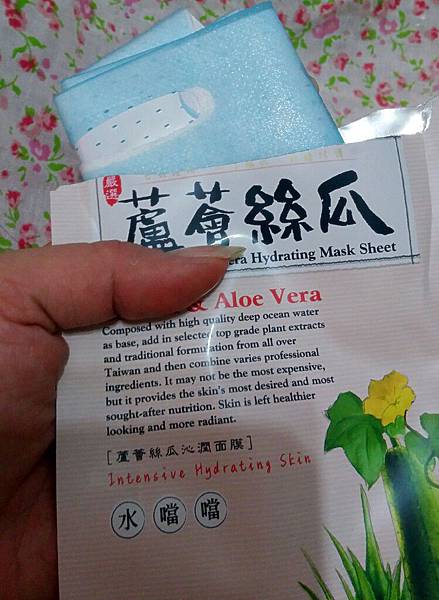 嚴選
蘆薈絲瓜
era Hydrating Mask Sheet
& Aloe Vera
Composed with high quality deep ocean water
as base, add in selected top grade plant extracts
and traditional formutation from all over
Taiwan and then combine varies professional
ingredients. It may not be the most expensive,
but it provides the skin's most desired and most
sought-after nutrition. Skin is left healthier
looking and more radiant.
[蘆薈絲瓜沁潤面膜]
Intensive Hydrating Skin
水噹噹